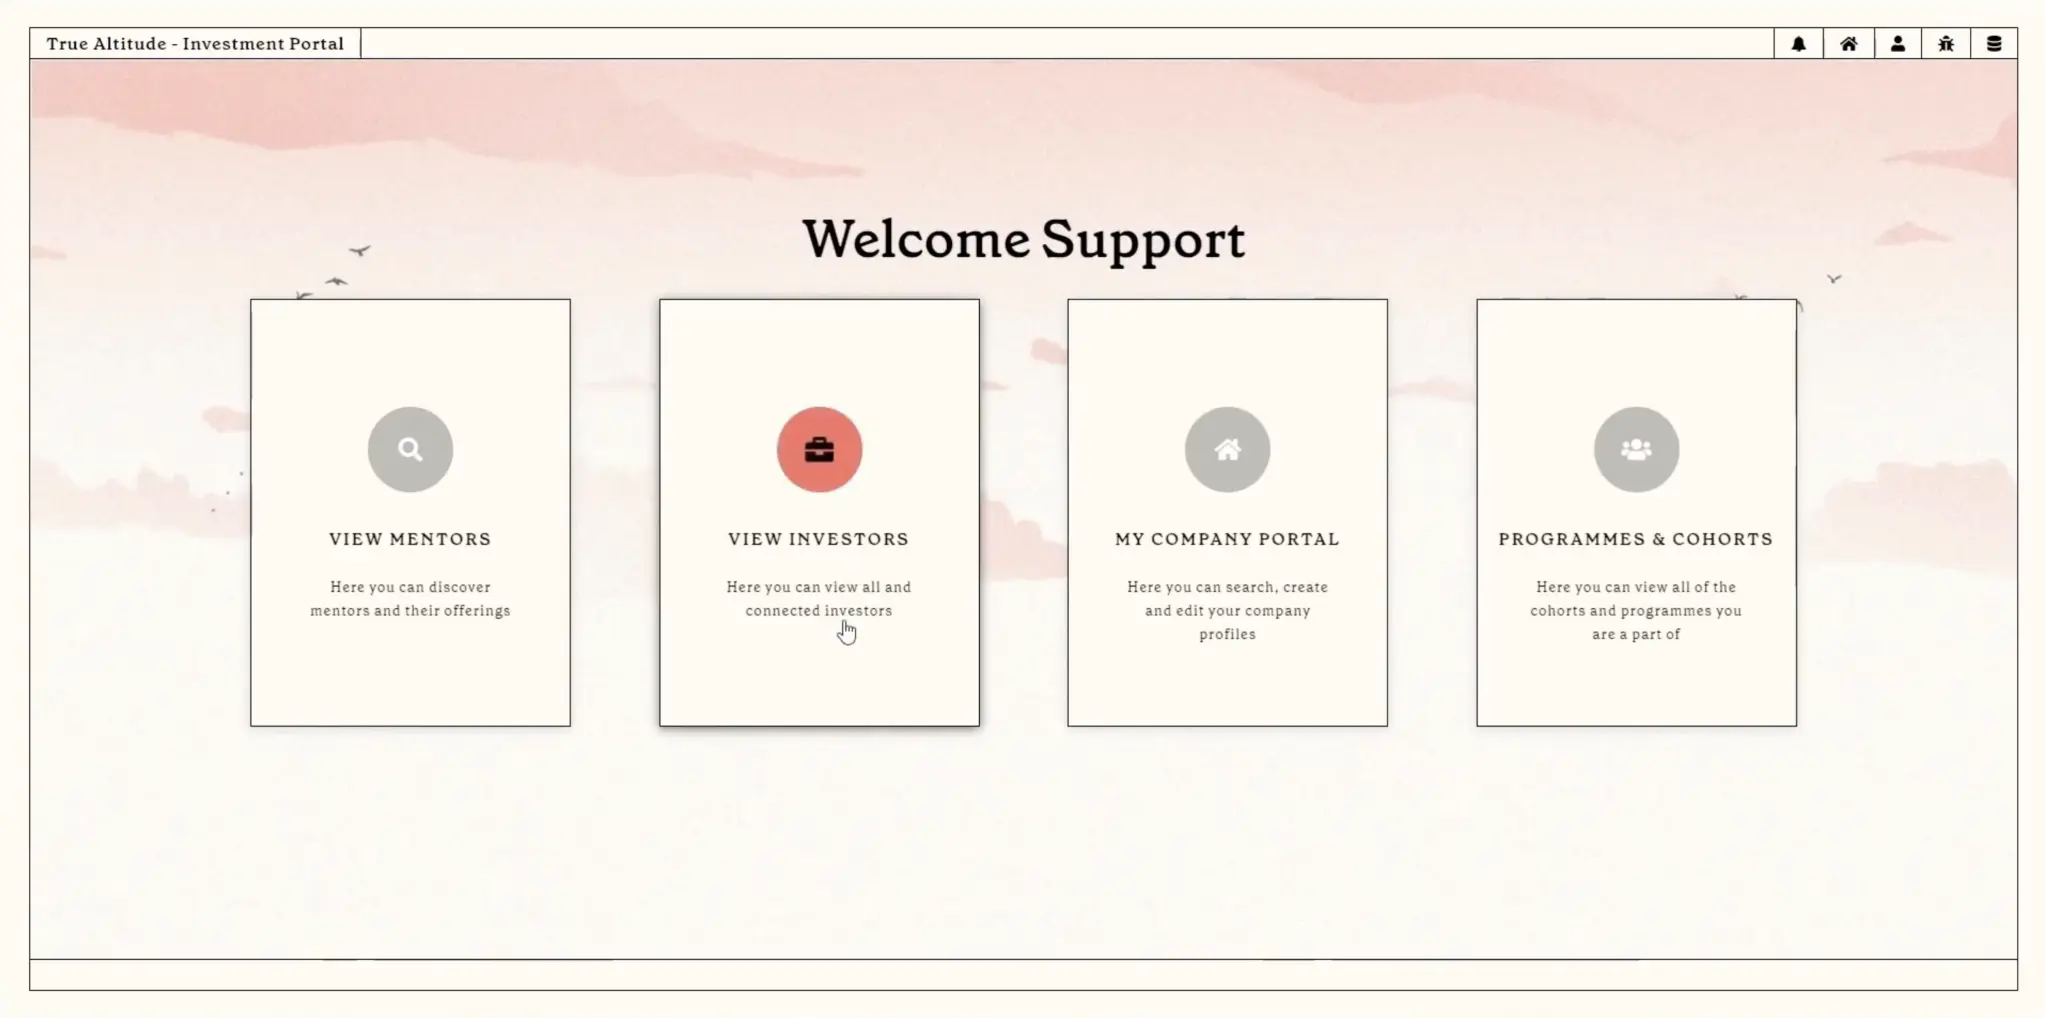 True Altitude - Investment Portal
Welcome Support
VIEW MENTORS
Here you can discover
mentors and their offerings
VIEW INVESTORS
Here you can view all and
connected investors
MY COMPANY PORTAL
Here you can search, create
and edit your company
profiles
PROGRAMMES & COHORTS
Here you can view all of the
cohorts and programmes you
are a part of